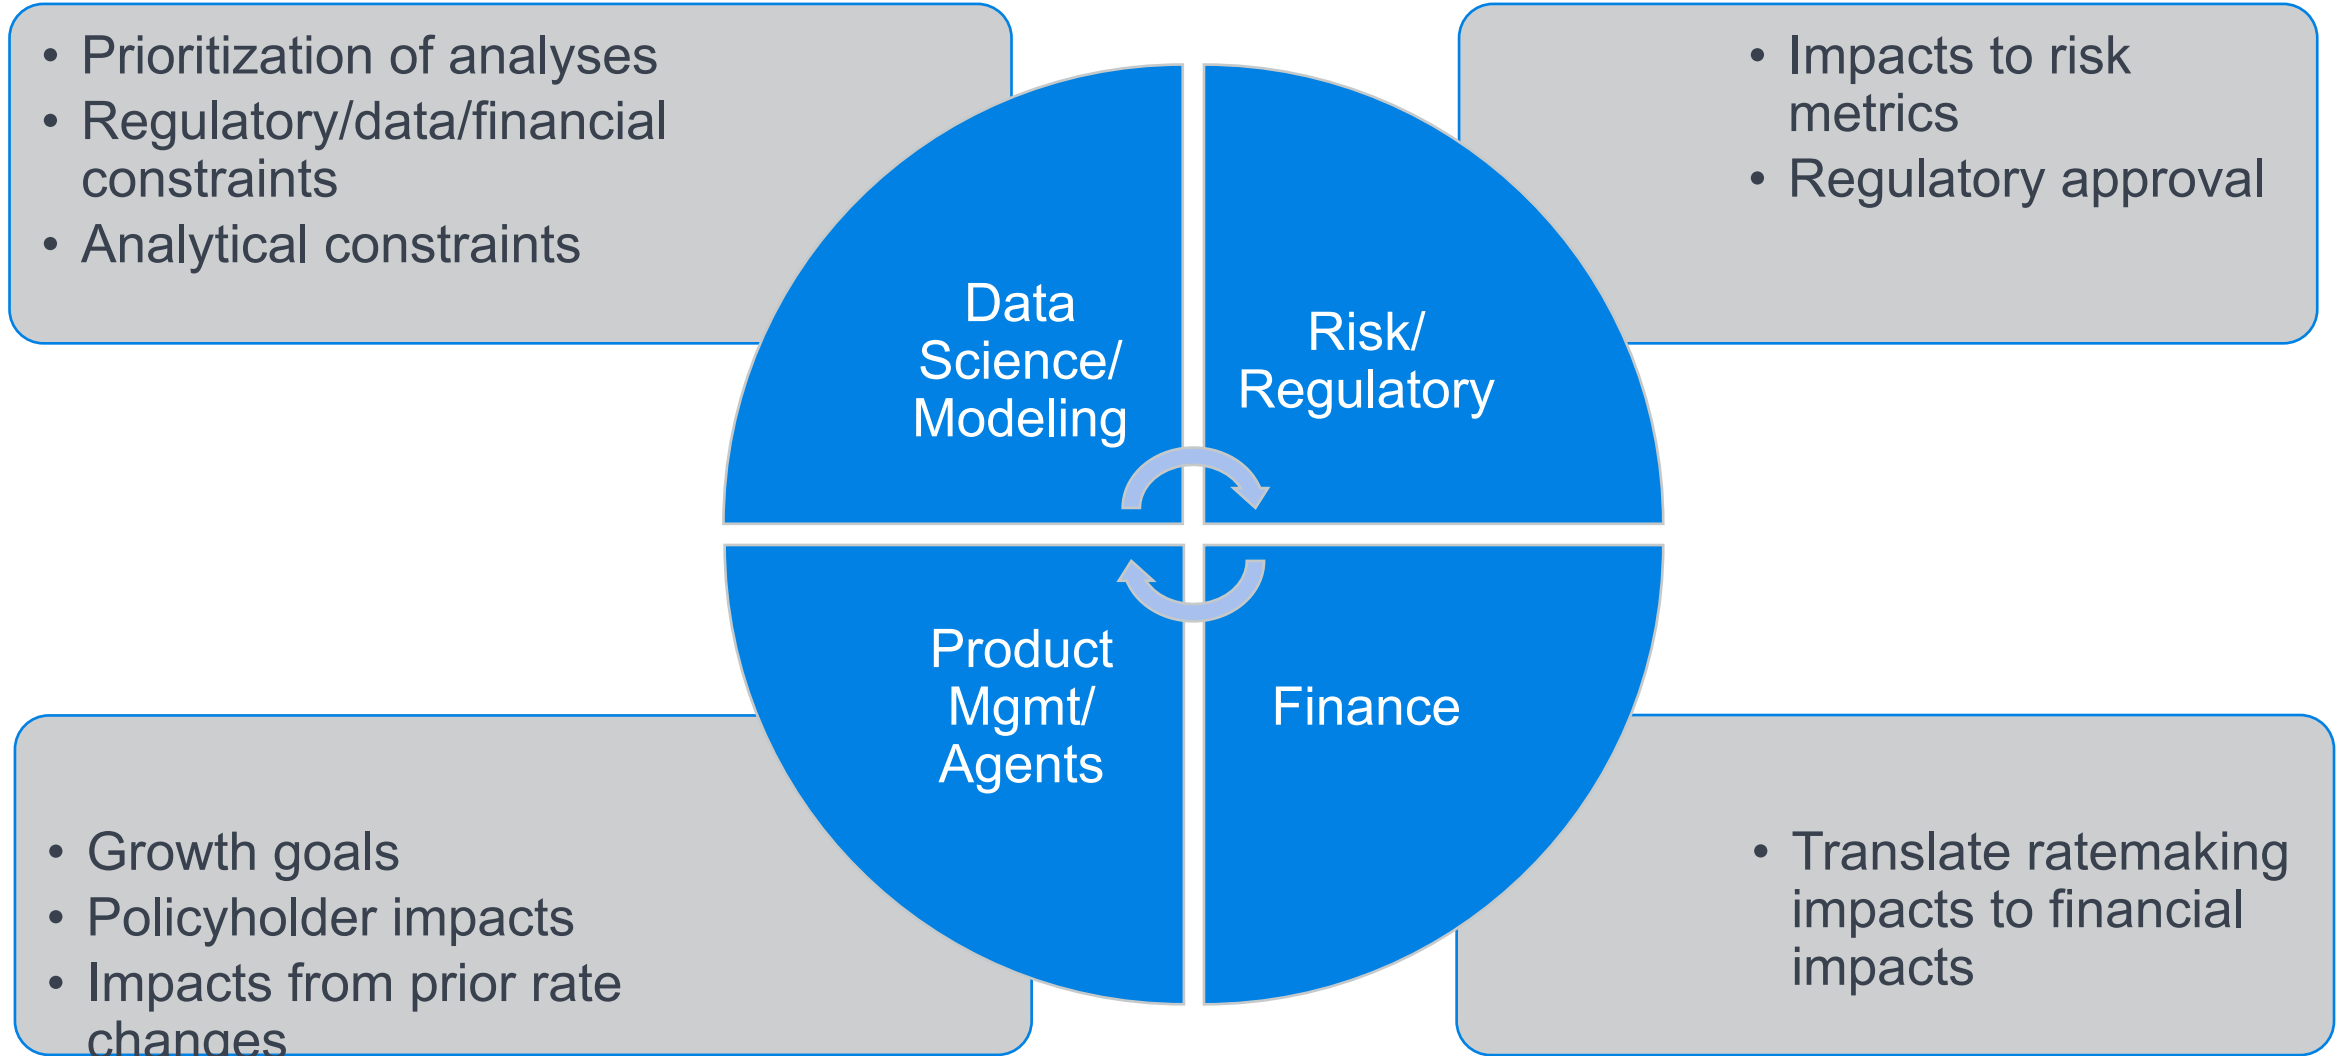 • Prioritization of analyses
• Regulatory/data/financial
constraints
• Analytical constraints
• Impacts to risk
metrics
• Regulatory approval
Data
Science/
Modeling
Risk/
Regulatory
Product
Mgmt/
Agents
Finance
• Growth goals
• Policyholder impacts
• Impacts from prior rate
changes
• Translate ratemaking
impacts to financial
impacts